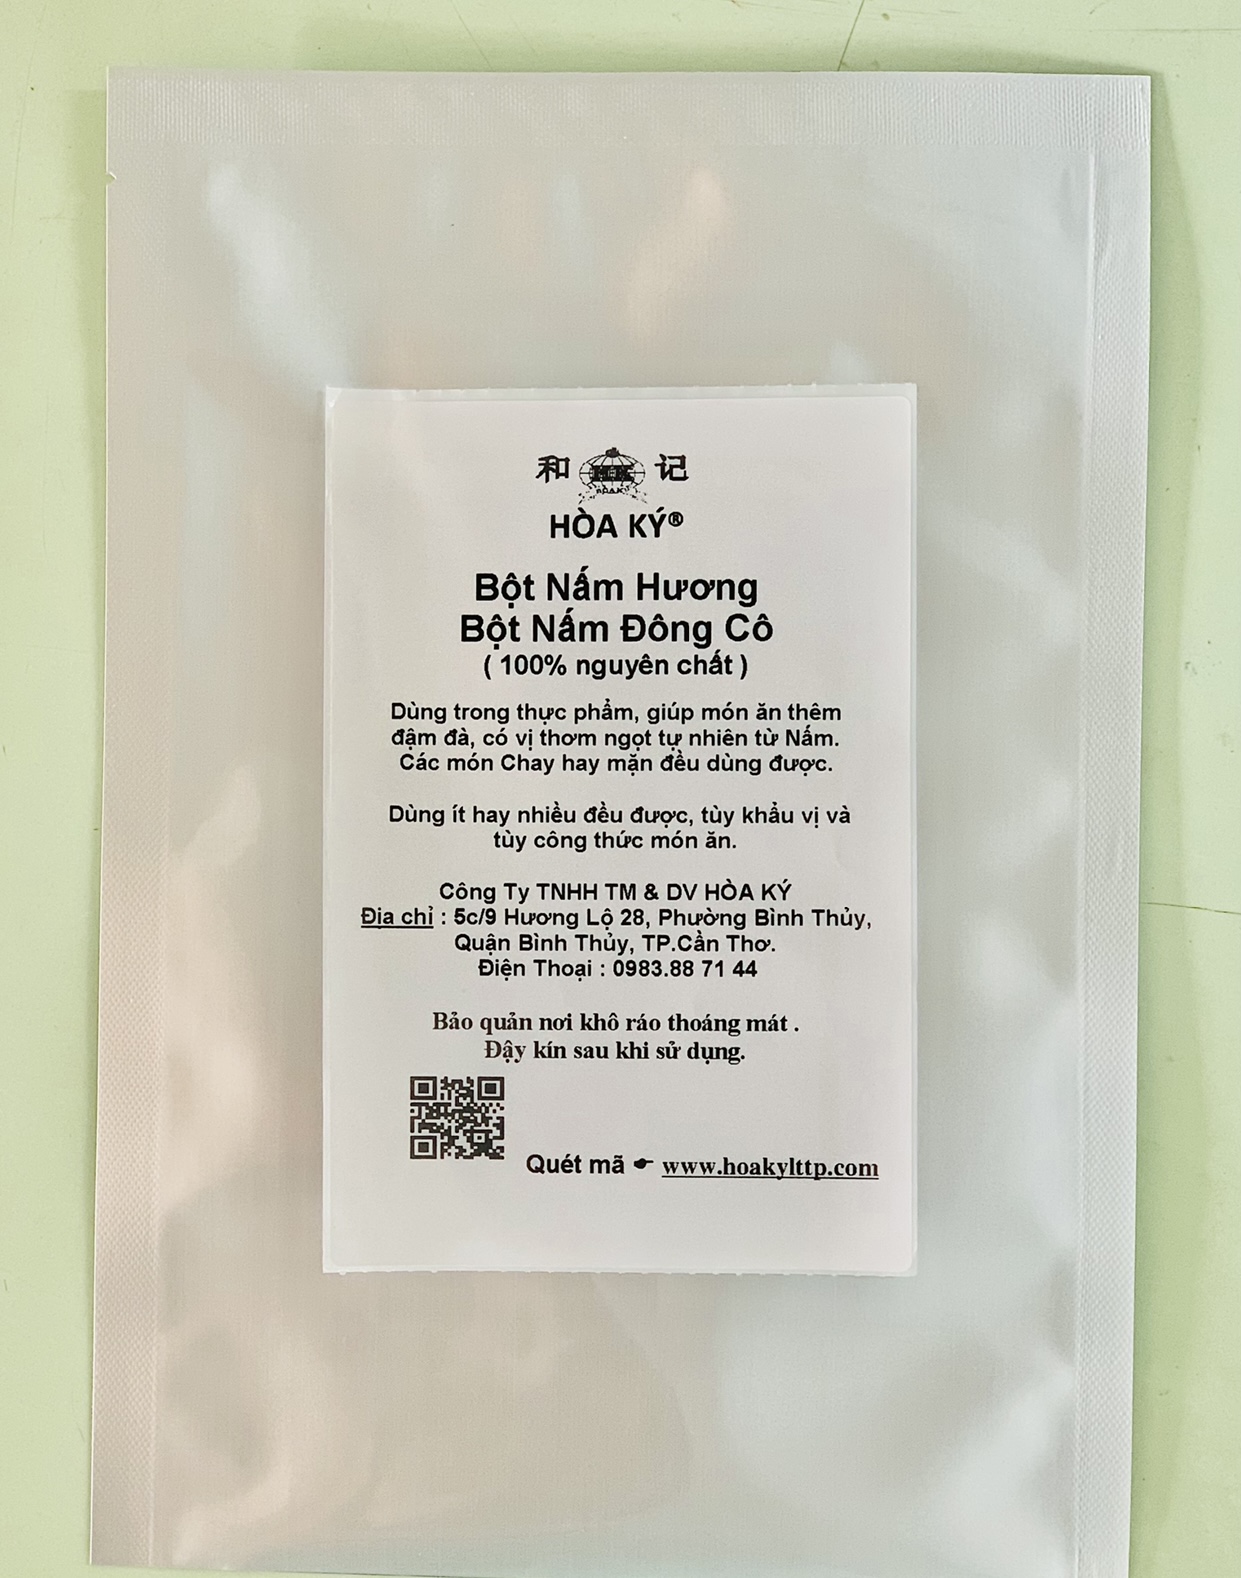 和 HK 记
HOAKY
HÒA KÝ®
Bột Nấm Hương
Bột Nấm Đông Cô
( 100% nguyên chất )
Dùng trong thực phẩm, giúp món ăn thêm
đậm đà, có vị thơm ngọt tự nhiên từ Nấm.
Các món Chay hay mặn đều dùng được.
Dùng ít hay nhiều đều được, tùy khẩu vị và
tùy công thức món ăn.
Công Ty TNHH TM & DV HÒA KÝ
Địa chỉ : 5c/9 Hương Lộ 28, Phường Bình Thủy,
Quận Bình Thủy, TP.Cần Thơ.
Điện Thoại : 0983.88 71 44
Bảo quản nơi khô ráo thoáng mát .
Đậy kín sau khi sử dụng.
Quét mã ☛ www.hoakylttp.com